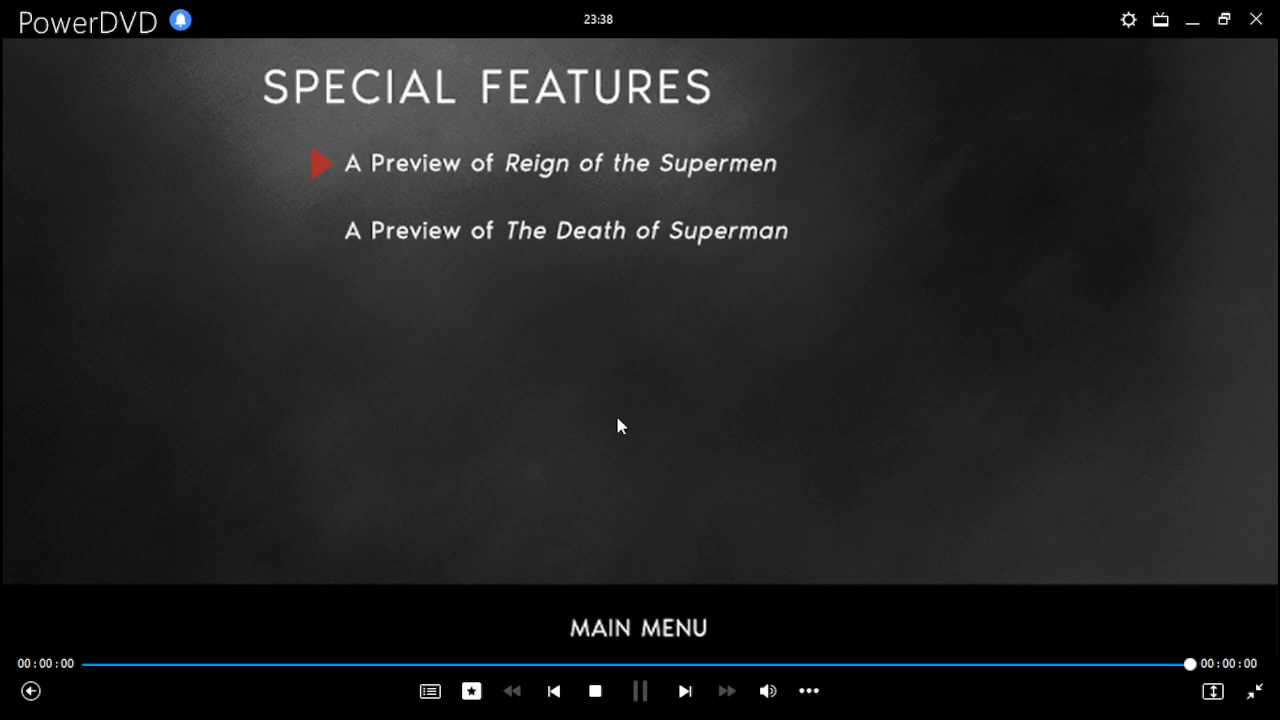 PowerDVD
23:38
SPECIAL FEATURES
A Preview of Reign of the Supermen
A Preview of The Death of Superman
MAIN MENU
00:00:00
00:00:00